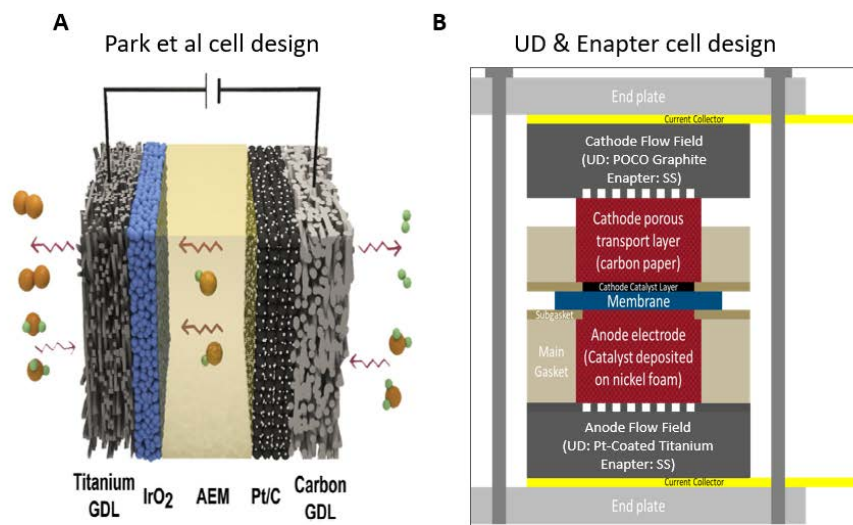 A
Park et al cell design
Titanium
GDL
IrO2
AEM
Pt/C
Carbon
GDL
B
UD & Enapter cell design
End plate
Current Collector
Cathode Flow Field
(UD: POCO Graphite
Enapter: SS)
Cathode porous
transport layer
(carbon paper)
Cathode Catalyst Layer
Membrane
Subgasket
Main
Gasket
Anode electrode
(Catalyst deposited
on nickel foam)
Anode Flow Field
(UD: Pt-Coated Titanium
Enapter: SS)
Current Collector
End plate